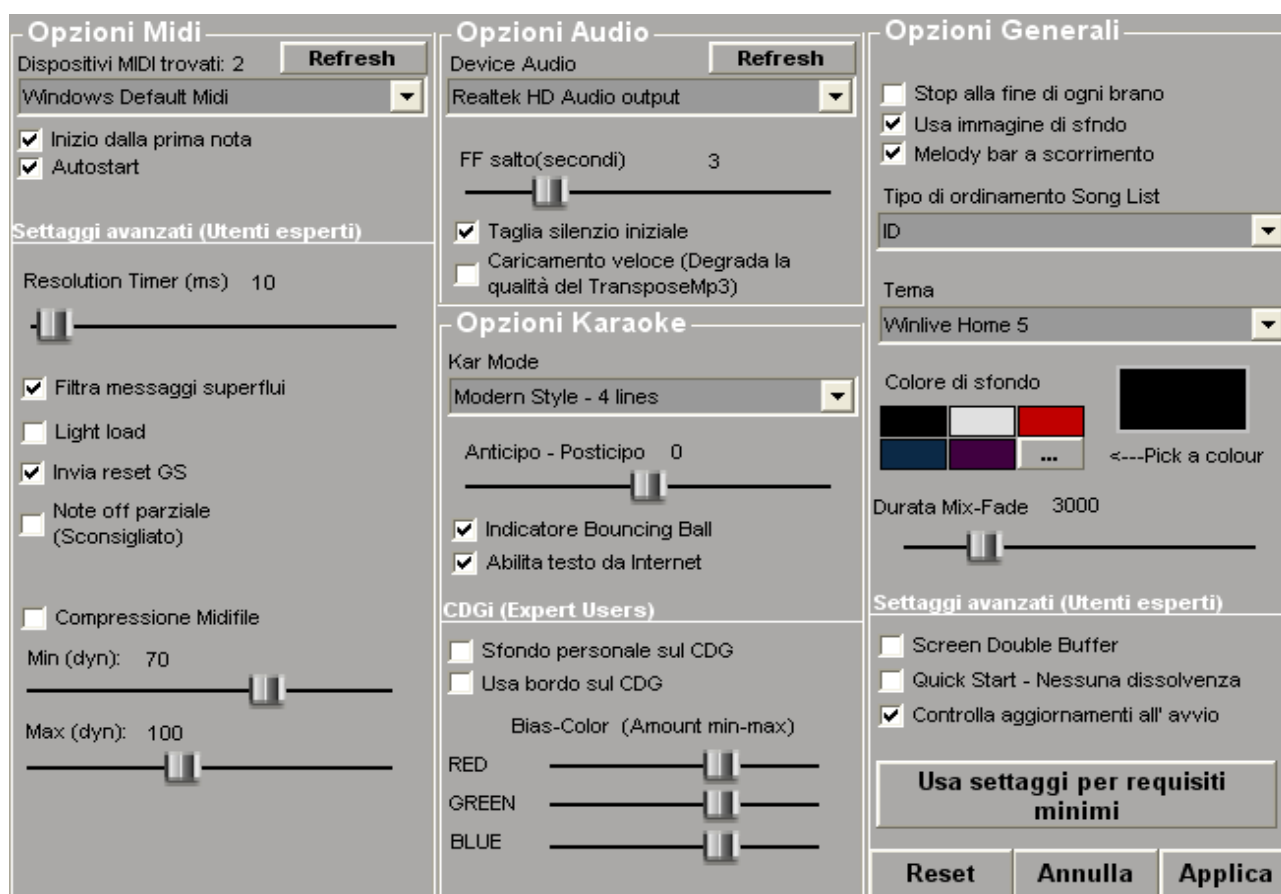 Opzioni Midi
Dispositivi MIDI trovati: 2
Refresh
Windows Default Midi
Inizio dalla prima nota
Autostart
Settaggi avanzati (Utenti esperti)
Resolution Timer (ms) 10
Filtra messaggi superflui
Light load
Invia reset GS
Note off parziale
(Sconsigliato)
Compressione Midifile
Min (dyn): 70
Max (dyn): 100
Opzioni Audio
Device Audio
Refresh
Realtek HD Audio output
FF salto(secondi) 3
Taglia silenzio iniziale
Caricamento veloce (Degrada la
qualità del TransposeMp3)
Opzioni Karaoke
Kar Mode
Modern Style - 4 lines
Anticipo - Posticipo 0
Indicatore Bouncing Ball
Abilita testo da Internet
CDGi (Expert Users)
Sfondo personale sul CDG
Usa bordo sul CDG
Bias-Color (Amount min-max)
RED
GREEN
BLUE
Opzioni Generali
Stop alla fine di ogni brano
Usa immagine di sfndo
Melody bar a scorrimento
Tipo di ordinamento Song List
ID
Tema
Winlive Home 5
Colore di sfondo
...
<---Pick a colour
Durata Mix-Fade 3000
Settaggi avanzati (Utenti esperti)
Screen Double Buffer
Quick Start - Nessuna dissolvenza
Controlla aggiornamenti all' avvio
Usa settaggi per requisiti
minimi
Reset
Annulla
Applica